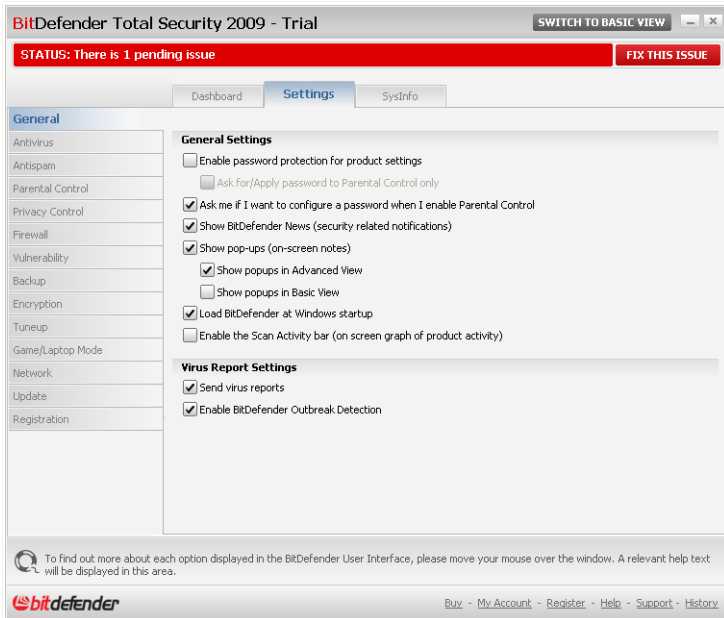 BitDefender Total Security 2009 - Trial
SWITCH TO BASIC VIEW
STATUS: There is 1 pending issue
FIX THIS ISSUE
Dashboard
Settings
SysInfo
General
Antivirus
Antispam
Parental Control
Privacy Control
Firewall
Vulnerability
Backup
Encryption
Tuneup
Game/Laptop Mode
Network
Update
Registration
General Settings
Enable password protection for product settings
Ask for/Apply password to Parental Control only
Ask me if I want to configure a password when I enable Parental Control
Show BitDefender News (security related notifications)
Show pop-ups (on-screen notes)
Show popups in Advanced View
Show popups in Basic View
Load BitDefender at Windows startup
Enable the Scan Activity bar (on screen graph of product activity)
Virus Report Settings
Send virus reports
Enable BitDefender Outbreak Detection
To find out more about each option displayed in the BitDefender User Interface, please move your mouse over the window. A relevant help text
will be displayed in this area.
bitdefender
Buy - My Account - Register - Help - Support - History